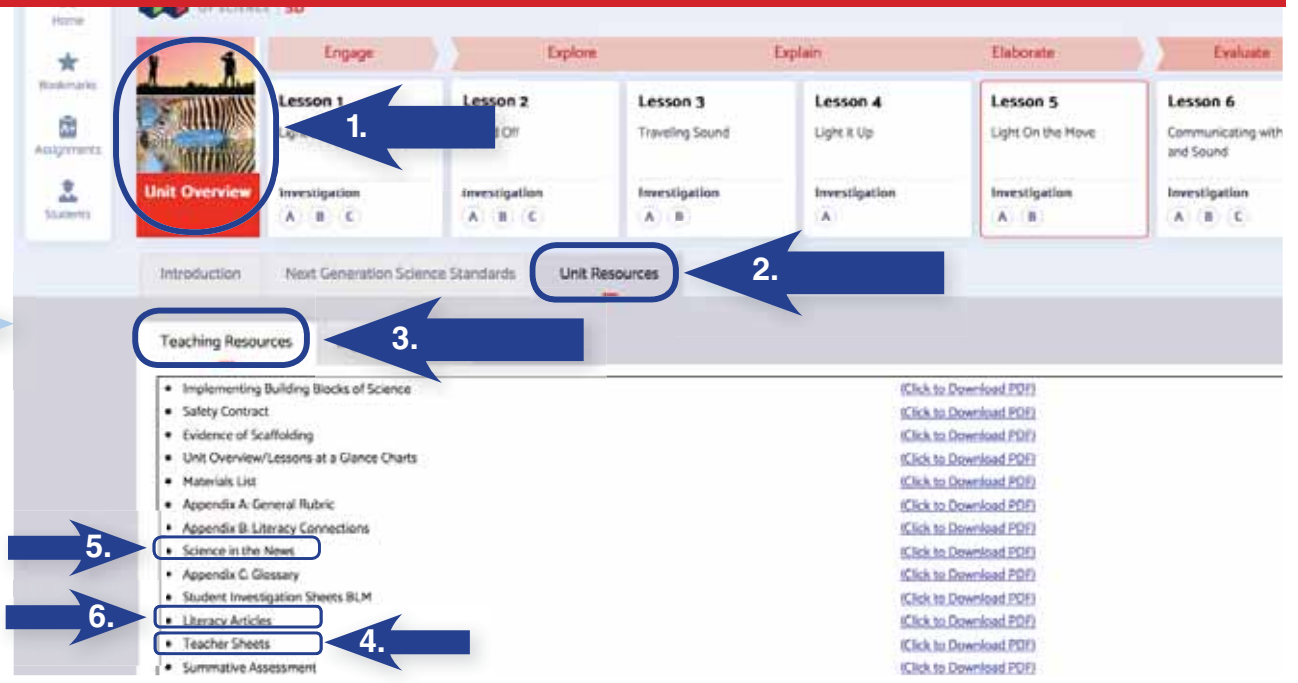 Home
OF SCIENCE 3D
Bookmarks
Assignments
Students
Engage
Explore
Explain
Elaborate
Evaluate
Unit Overview
Lesson 1
Investigation
A B C
1.
Lesson 2
Off
Investigation
A B C
Lesson 3
Traveling Sound
Investigation
A B
Lesson 4
Light it Up
Investigation
A
Lesson 5
Light On the Move
Investigation
A B
Lesson 6
Communicating with
and Sound
Investigation
A B C
Introduction
Next Generation Science Standards
Unit Resources
2.
Teaching Resources
3.
• Implementing Building Blocks of Science (Click to Download PDF)
• Safety Contract (Click to Download PDF)
• Evidence of Scaffolding (Click to Download PDF)
• Unit Overview/Lessons at a Glance Charts (Click to Download PDF)
• Materials List (Click to Download PDF)
• Appendix A: General Rubric (Click to Download PDF)
• Appendix B: Literacy Connections (Click to Download PDF)
5. • Science in the News (Click to Download PDF)
• Appendix C: Glossary (Click to Download PDF)
• Student Investigation Sheets BLM (Click to Download PDF)
6. • Literacy Articles (Click to Download PDF)
• Teacher Sheets 4. (Click to Download PDF)
• Summative Assessment (Click to Download PDF)